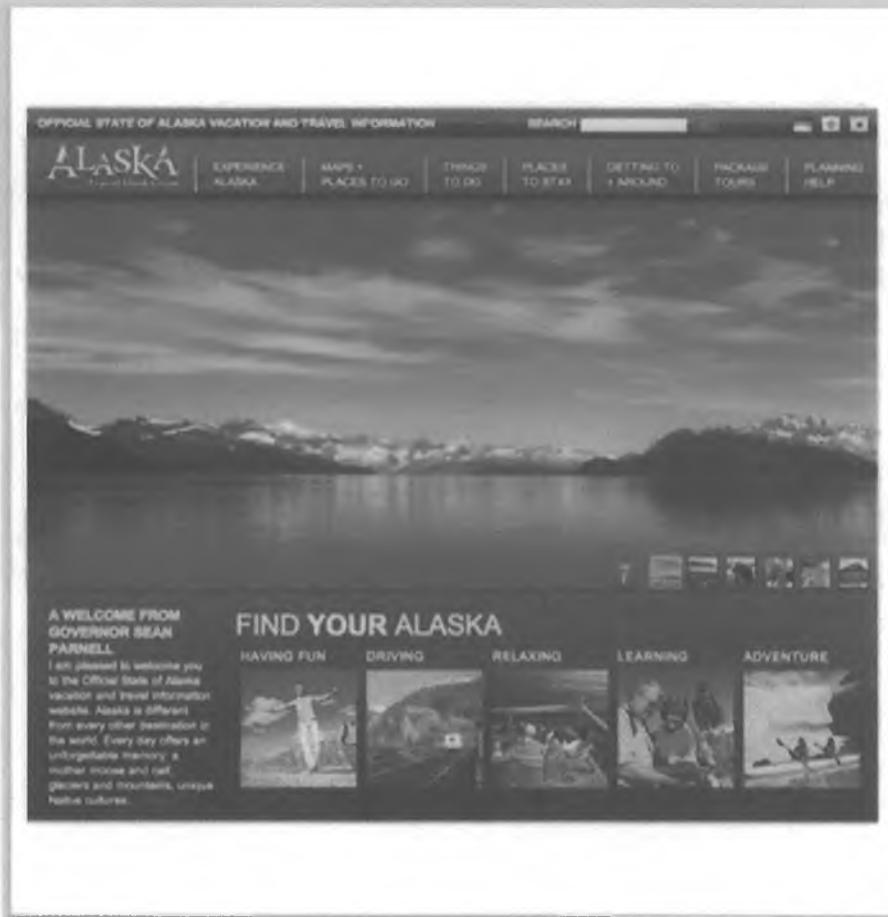 OFFICIAL STATE OF ALASKA VACATION AND TRAVEL INFORMATION
SEARCH
ALASKA
EXPERIENCE
ALASKA
MAPS +
PLACES TO GO
THINGS
TO DO
PLACES
TO STAY
GETTING TO
+ AROUND
PACKAGE
TOURS
PLANNING
HELP
A WELCOME FROM
GOVERNOR SEAN
PARNELL
I am pleased to welcome you
to the Official State of Alaska
vacation and travel information
website. Alaska is different
from every other destination in
the world. Every day offers an
unforgettable memory: a
mother moose and calf,
glaciers and mountains, unique
Native cultures.
FIND YOUR ALASKA
HAVING FUN
DRIVING
RELAXING
LEARNING
ADVENTURE